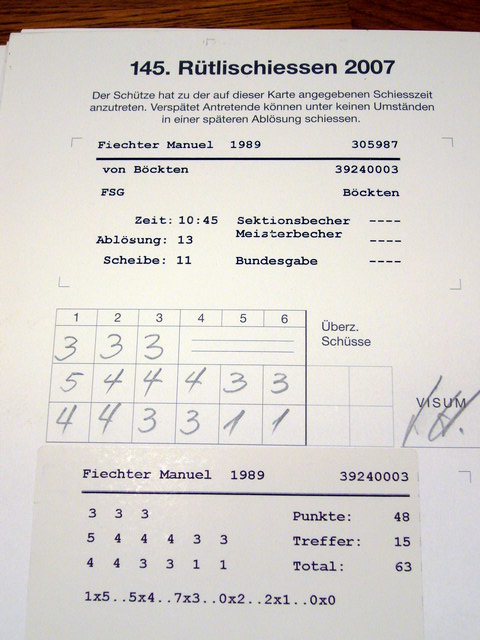 145. Rütlischiessen 2007
Der Schütze hat zu der auf dieser Karte angegebenen Schiesszeit
anzutreten. Verspätet Antretende können unter keinen Umständen
in einer späteren Ablösung schiessen.
Fiechter Manuel 1989 305987
von Böckten 39240003
FSG Böckten
Zeit: 10:45 Sektionsbecher ----
Meisterbecher
Ablösung: 13 ----
Scheibe: 11 Bundesgabe ----
1 2 3 4 5 6 Überz.
Schüsse
3 3 3
5 4 4 4 3 3
VISUM
4 4 3 3 1 1
Fiechter Manuel 1989 39240003
3 3 3 Punkte: 48
5 4 4 4 3 3 Treffer: 15
4 4 3 3 1 1 Total: 63
1x5..5x4..7x3..0x2..2x1..0x0